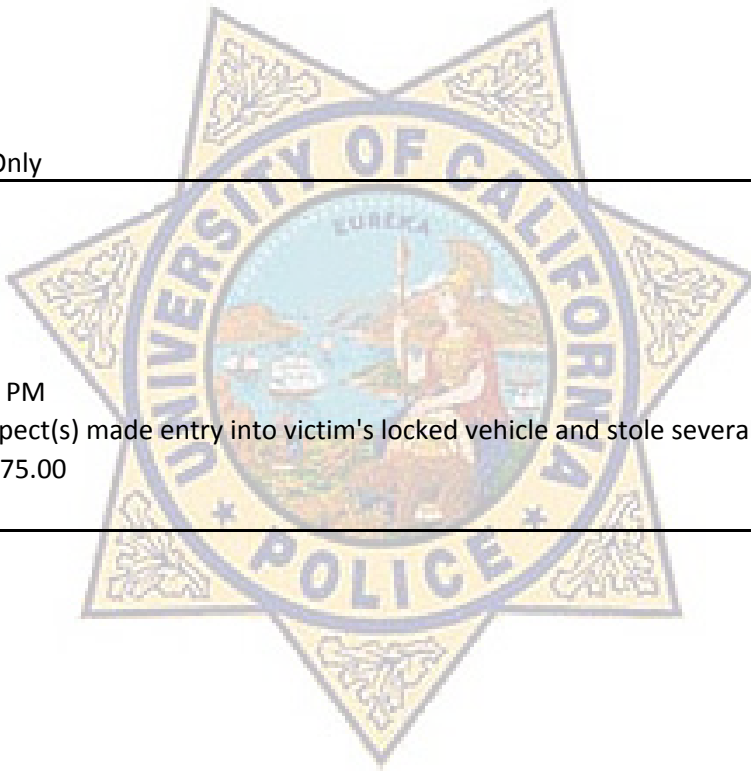 Only
UNIVERSITY OF CALIFORNIA
EUREKA
PM
pect(s) made entry into victim's locked vehicle and stole severa
75.00
POLICE